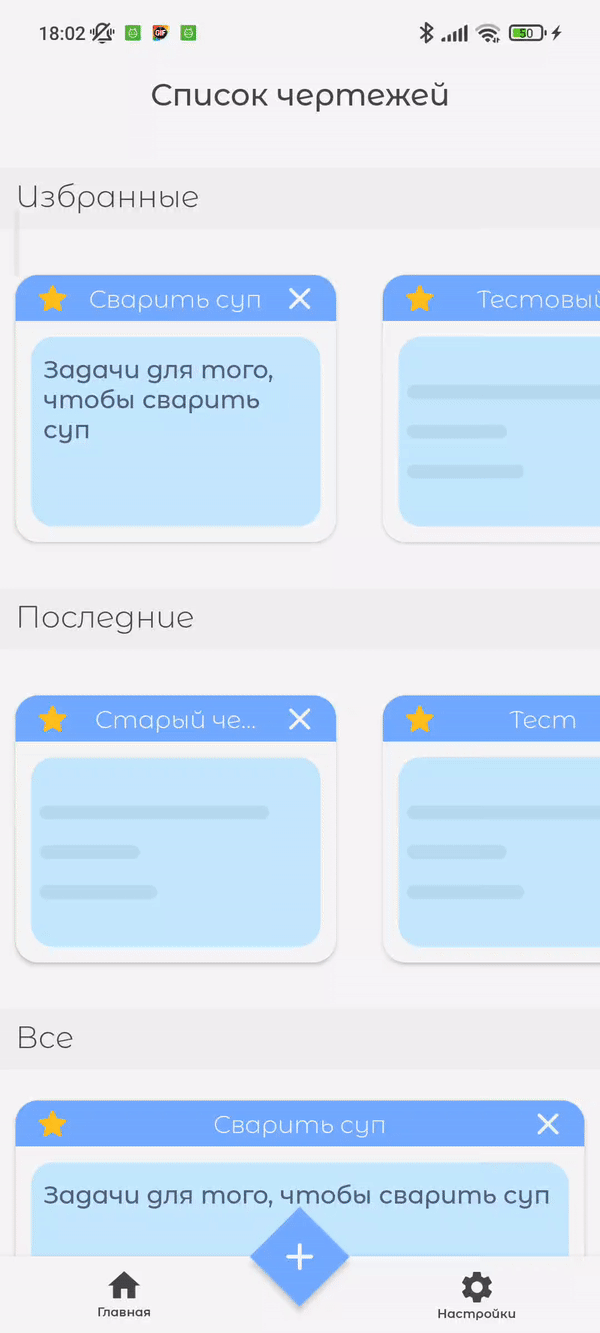 18:02
GIF
50
Список чертежей
Избранные
Сварить суп
Тестовый
Задачи для того,
чтобы сварить
суп
Последние
Старый че...
Тест
Все
Сварить суп
Задачи для того, чтобы сварить суп
Главная
Настройки